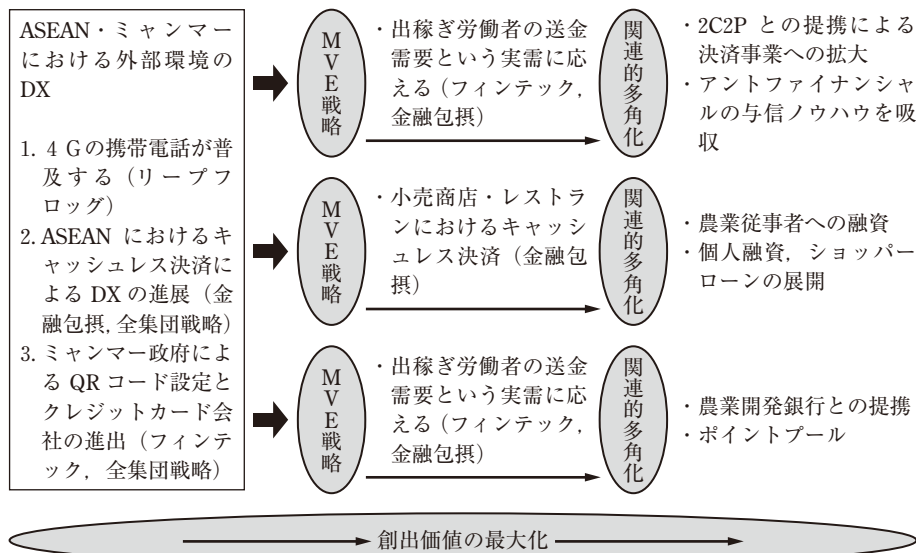 ASEAN・ミャンマー
における外部環境の
DX
1. 4 Gの携帯電話が普
及する（リープフ
ロッグ）
2. ASEAN におけるキ
ャッシュレス決済に
よる DX の進展（金
融包摂, 全集団戦略）
3. ミャンマー政府によ
る QR コード設定と
クレジットカード会
社の進出（フィンテ
ック，全集団戦略）
MVE戦略
・出稼ぎ労働者の送金
需要という実需に応
える（フィンテック，
金融包摂）
関連的多角化
・2C2P との提携による
決済事業への拡大
・アントファイナンシャ
ルの与信ノウハウを吸
収
MVE戦略
・小売商店・レストラ
ンにおけるキャッシ
ュレス決済（金融包
摂）
関連的多角化
・農業従事者への融資
・個人融資，ショッパー
ローンの展開
MVE戦略
・出稼ぎ労働者の送金
需要という実需に応
える（フィンテック，
金融包摂）
関連的多角化
・農業開発銀行との提携
・ポイントプール
創出価値の最大化